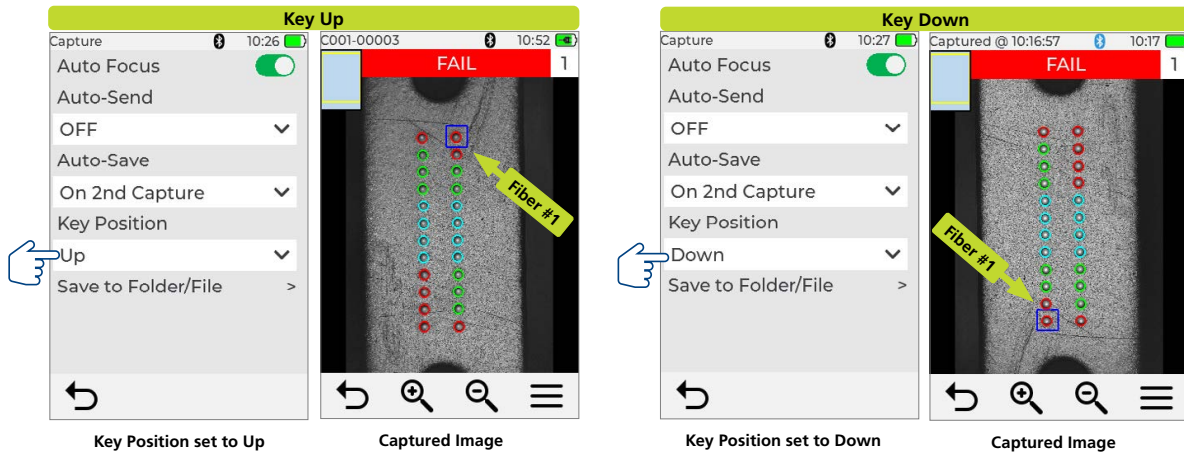 Key Up
Capture 10:26
Auto Focus
Auto-Send
OFF
Auto-Save
On 2nd Capture
Key Position
Up
Save to Folder/File >
Key Position set to Up
C001-00003 10:52
FAIL 1
Fiber #1
Captured Image
Key Down
Capture 10:27
Auto Focus
Auto-Send
OFF
Auto-Save
On 2nd Capture
Key Position
Down
Save to Folder/File >
Key Position set to Down
Captured @ 10:16:57 10:17
FAIL 1
Fiber #1
Captured Image